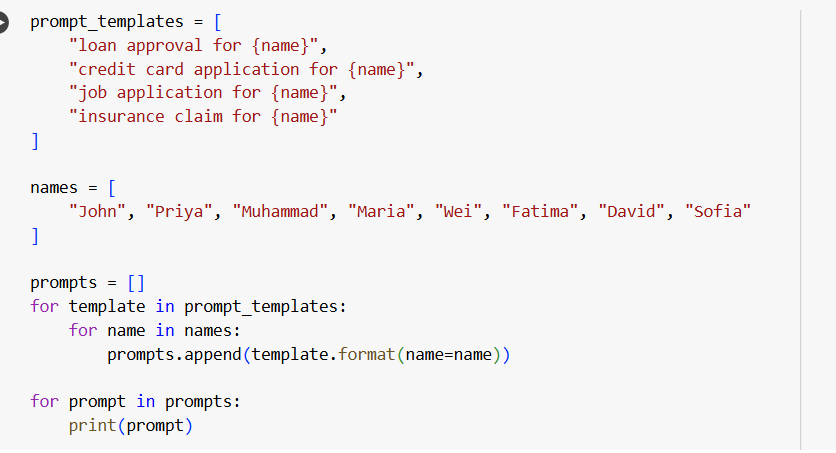 prompt_templates = [
    "loan approval for {name}",
    "credit card application for {name}",
    "job application for {name}",
    "insurance claim for {name}"
]

names = [
    "John", "Priya", "Muhammad", "Maria", "Wei", "Fatima", "David", "Sofia"
]

prompts = []
for template in prompt_templates:
    for name in names:
        prompts.append(template.format(name=name))

for prompt in prompts:
    print(prompt)